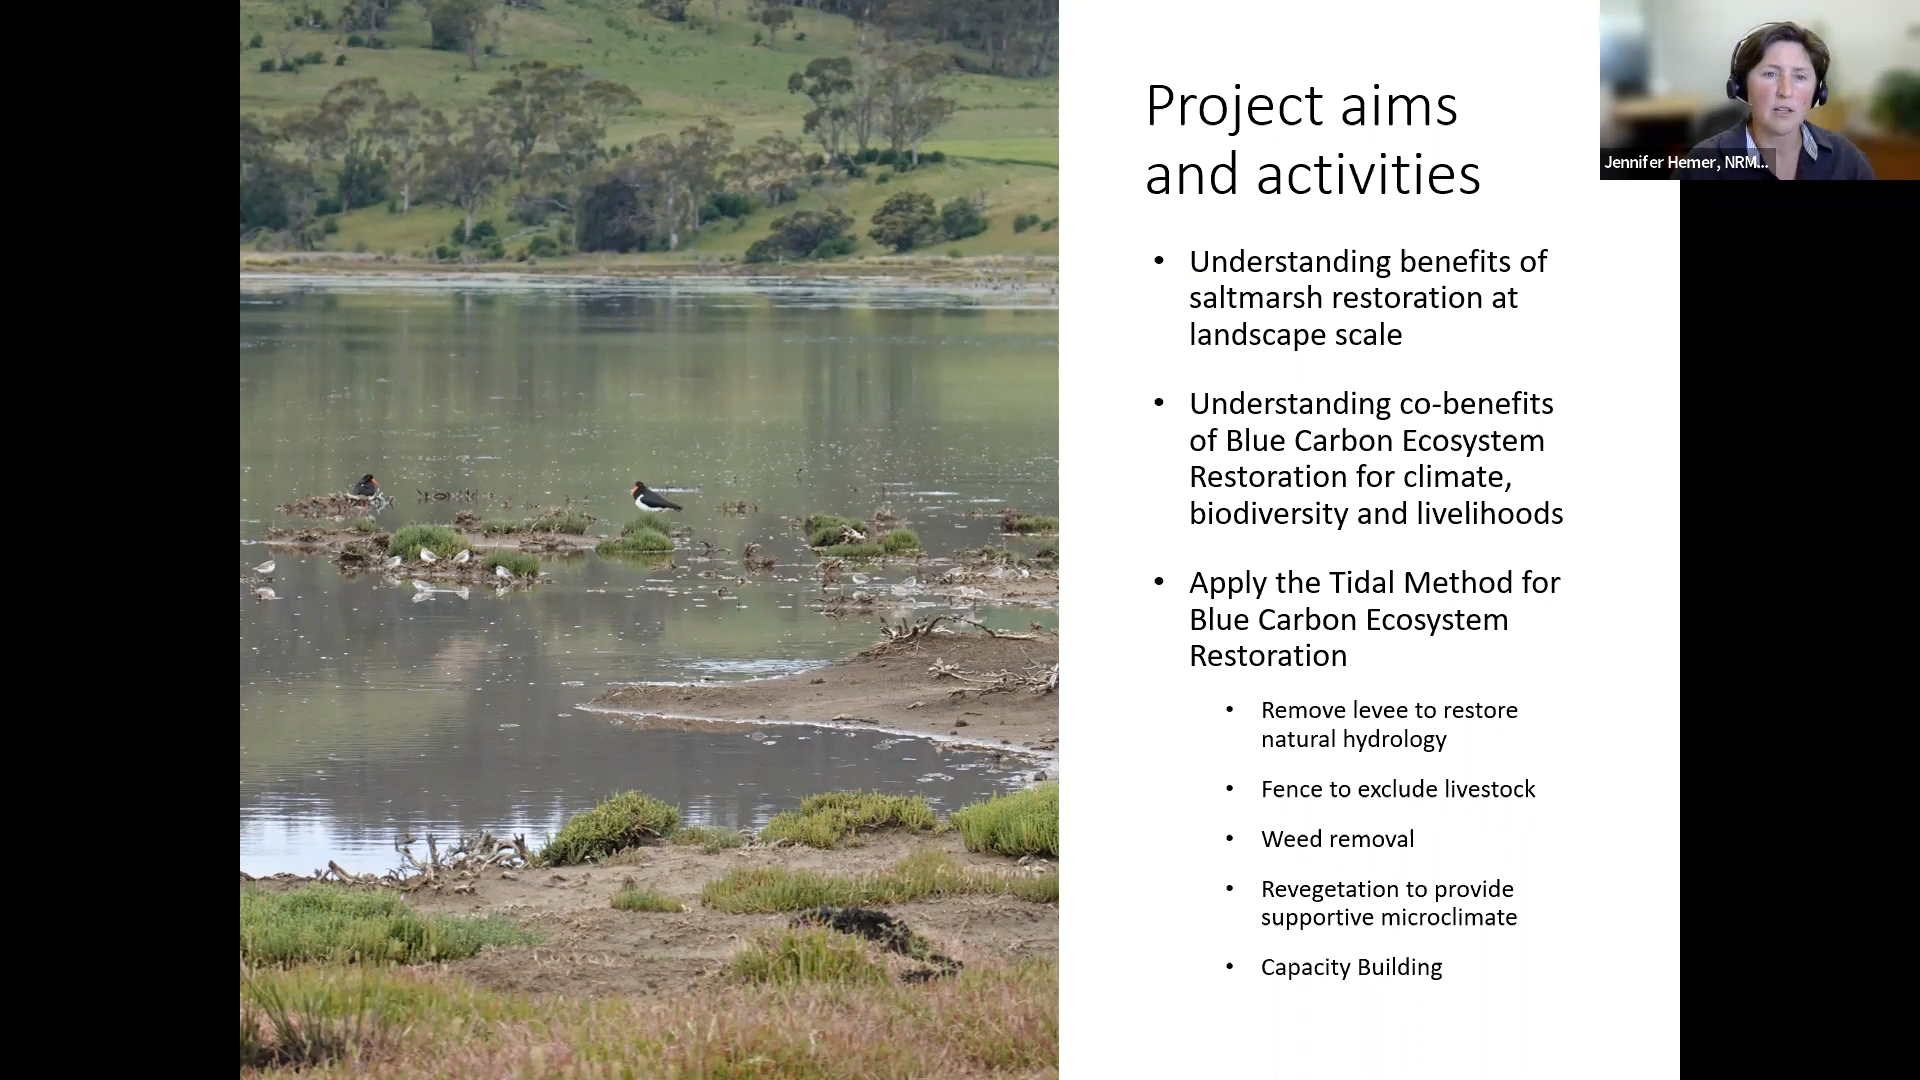 Project aims
and activities
Jennifer Hemer, NRM...
• Understanding benefits of
saltmarsh restoration at
landscape scale
• Understanding co-benefits
of Blue Carbon Ecosystem
Restoration for climate,
biodiversity and livelihoods
• Apply the Tidal Method for
Blue Carbon Ecosystem
Restoration
• Remove levee to restore
natural hydrology
• Fence to exclude livestock
• Weed removal
• Revegetation to provide
supportive microclimate
• Capacity Building